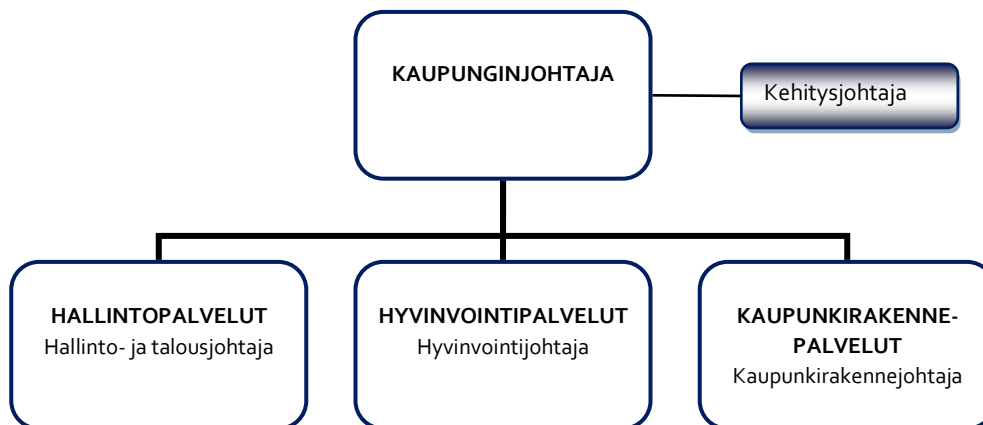 KAUPUNGINJOHTAJA
Kehitysjohtaja
HALLINTOPALVELUT
Hallinto- ja talousjohtaja
HYVINVOINTIPALVELUT
Hyvinvointijohtaja
KAUPUNKIRAKENNE-
PALVELUT
Kaupunkirakennejohtaja